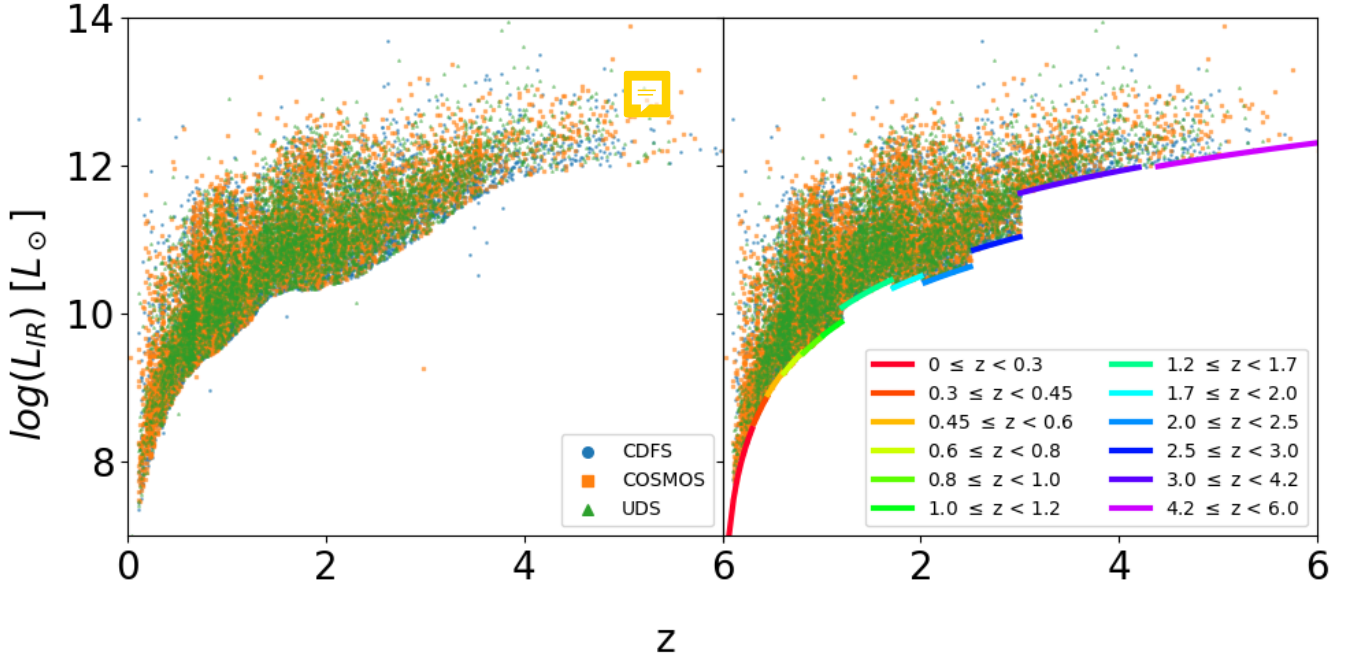 14
12
10
8
log(L_{IR}) [L_⊙]
CDFS
COSMOS
UDS
0 ≤ z < 0.3
0.3 ≤ z < 0.45
0.45 ≤ z < 0.6
0.6 ≤ z < 0.8
0.8 ≤ z < 1.0
1.0 ≤ z < 1.2
1.2 ≤ z < 1.7
1.7 ≤ z < 2.0
2.0 ≤ z < 2.5
2.5 ≤ z < 3.0
3.0 ≤ z < 4.2
4.2 ≤ z < 6.0
0 2 4 6 2 4 6
z